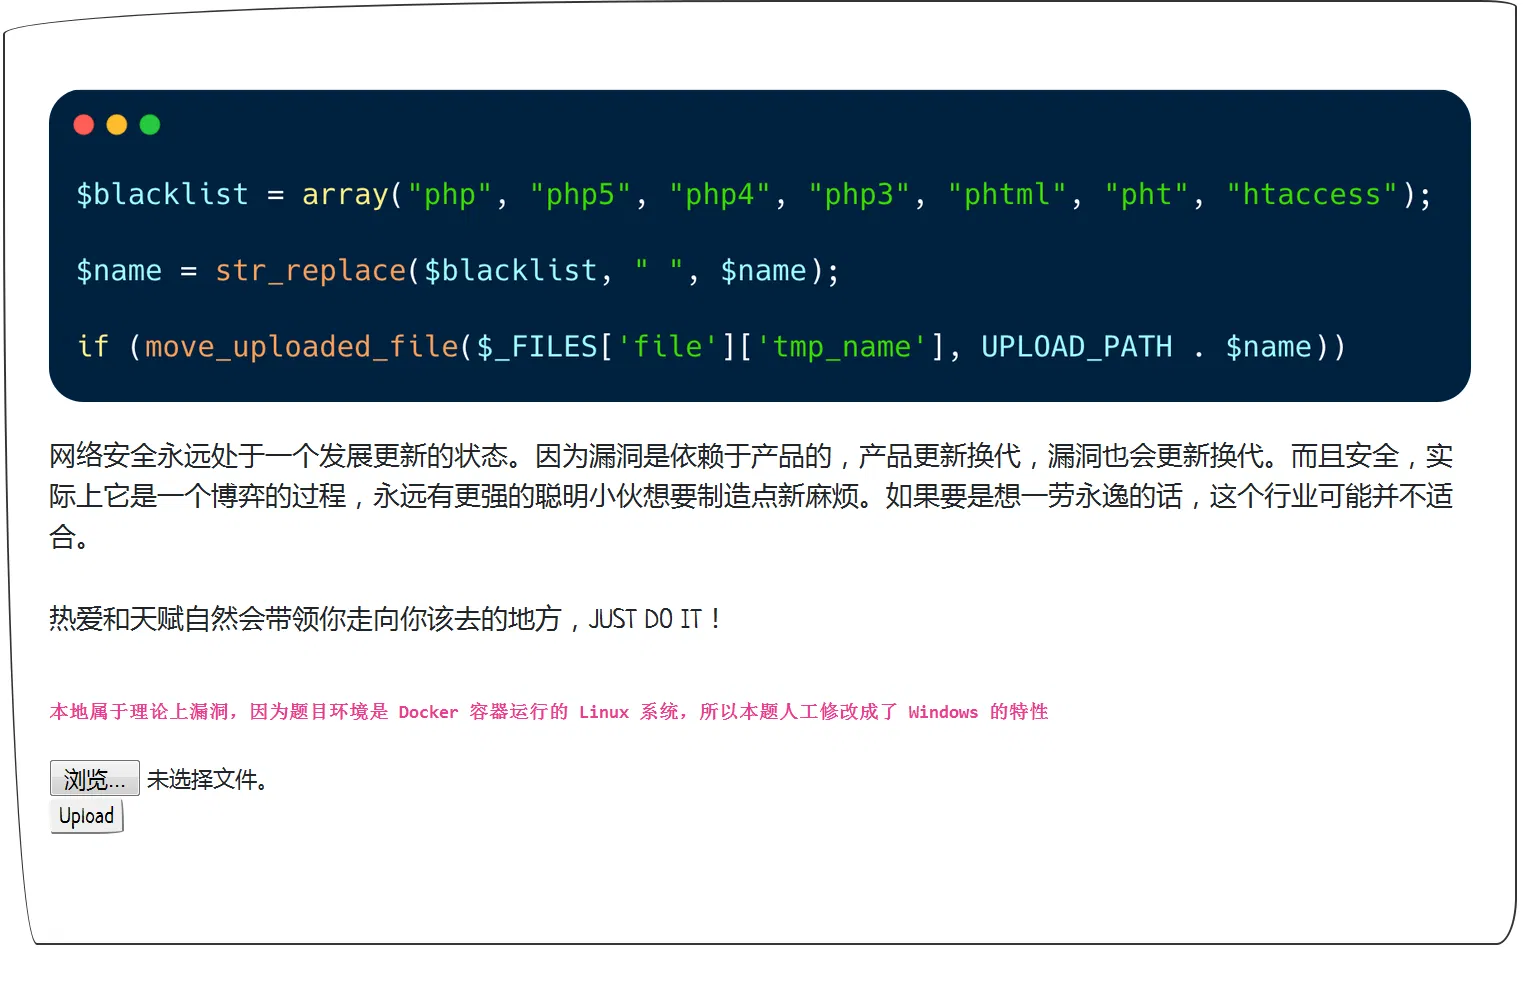 $blacklist = array("php", "php5", "php4", "php3", "phtml", "pht", "htaccess");
$name = str_replace($blacklist, " ", $name);
if (move_uploaded_file($_FILES['file']['tmp_name'], UPLOAD_PATH . $name))
网络安全永远处于一个发展更新的状态。因为漏洞是依赖于产品的，产品更新换代，漏洞也会更新换代。而且安全，实
际上它是一个博弈的过程，永远有更强的聪明小伙想要制造点新麻烦。如果要是想一劳永逸的话，这个行业可能并不适
合。
热爱和天赋自然会带领你走向你该去的地方，JUST DO IT！
本地属于理论上漏洞，因为题目环境是 Docker 容器运行的 Linux 系统，所以本题人工修改成了 Windows 的特性
浏览... 未选择文件。
Upload